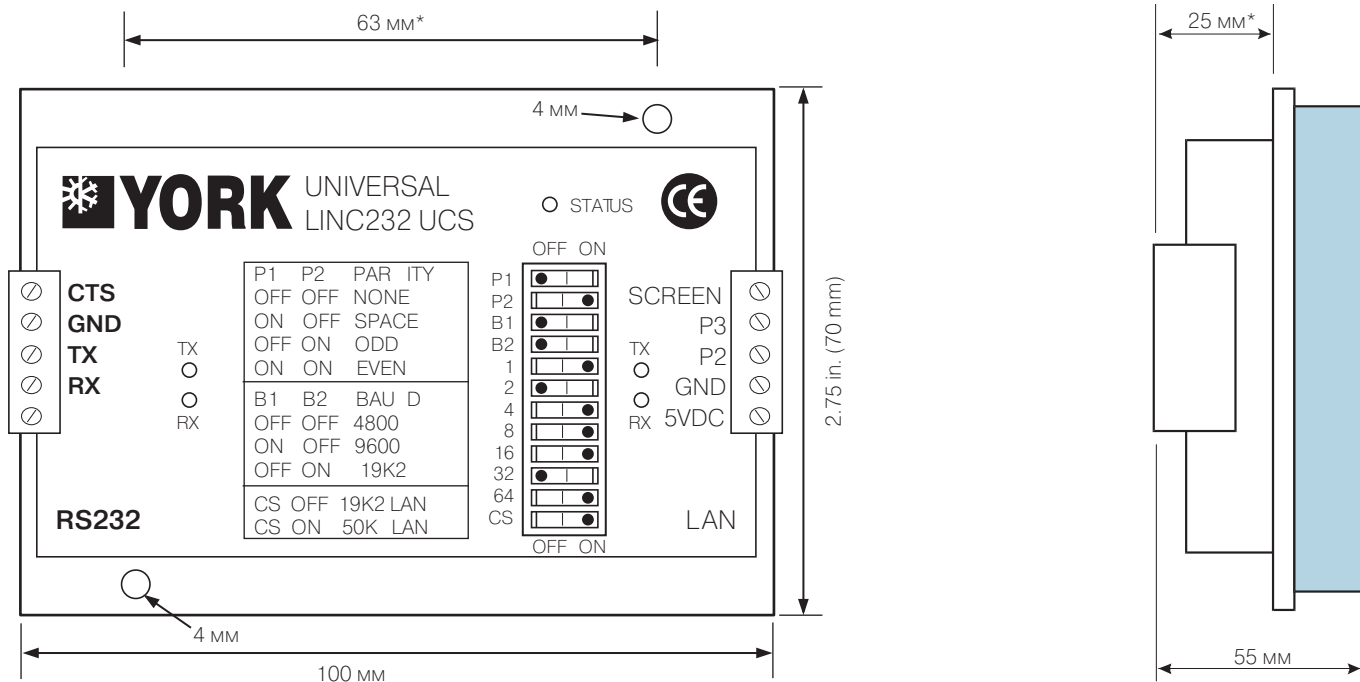 63 мм*
25 мм*
4 мм
YORK
UNIVERSAL
LINC232 UCS
STATUS
CE
OFF ON
CTS
GND
TX
RX
TX
RX
P1 P2 PAR ITY
OFF OFF NONE
ON OFF SPACE
OFF ON ODD
ON ON EVEN
B1 B2 BAU D
OFF OFF 4800
ON OFF 9600
OFF ON 19K2
CS OFF 19K2 LAN
CS ON 50K LAN
P1
P2
B1
B2
1
2
4
8
16
32
64
CS
OFF ON
TX
RX
SCREEN
P3
P2
GND
5VDC
RS232
LAN
2.75 in. (70 mm)
4 мм
100 мм
55 мм